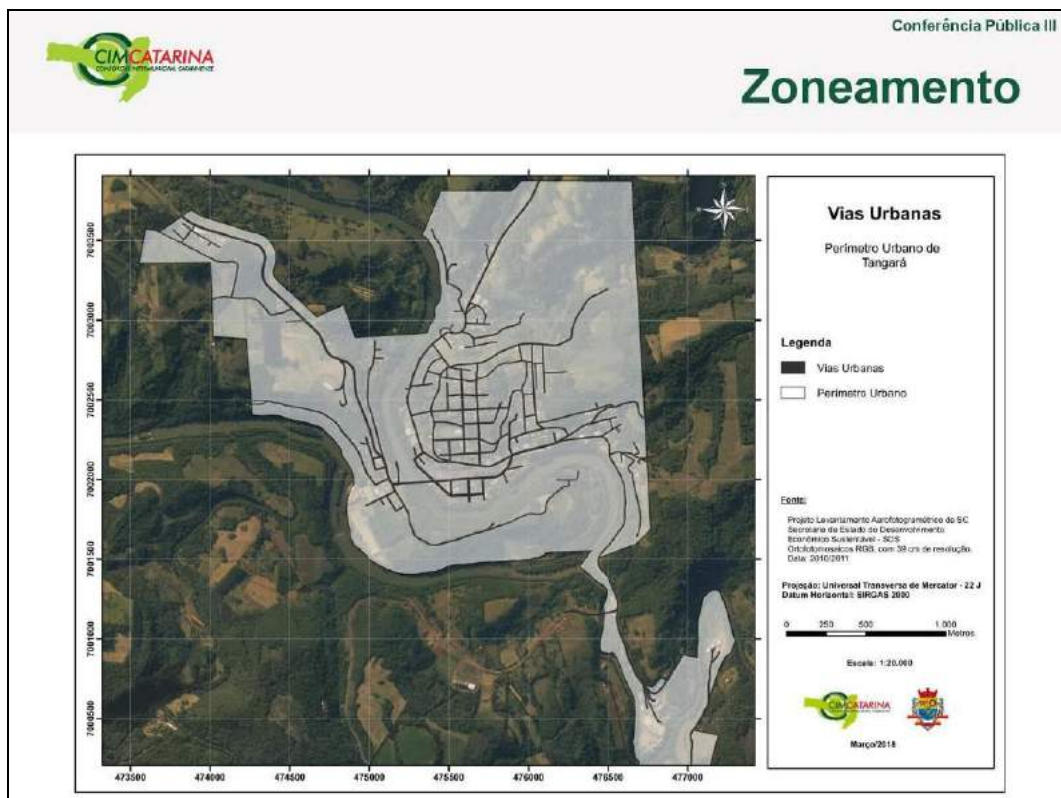 Conferência Pública III
CIMCATARINA
CONSÓRCIO INTERMUNICIPAL CATARINENSE
Zoneamento
Vias Urbanas
Perímetro Urbano de
Tangará
Legenda
Vias Urbanas
Perímetro Urbano
Fonte:
Projeto Levantamento Aerofotogramétrico de SC
Secretaria de Estado de Desenvolvimento
Econômico Sustentável - SDS
Ortofotomosaicos RGB, com 39 cm de resolução.
Data: 2010/2011
Projeção: Universal Transversa de Mercator - 22 J
Datum Horizontal: SIRGAS 2000
0 250 500 1.000
Metros
Escala: 1:20.000
CIMCATARINA
Março/2018
7003500
7003000
7002500
7002000
7001500
7001000
7000500
473500 474000 474500 475000 475500 476000 476500 477000